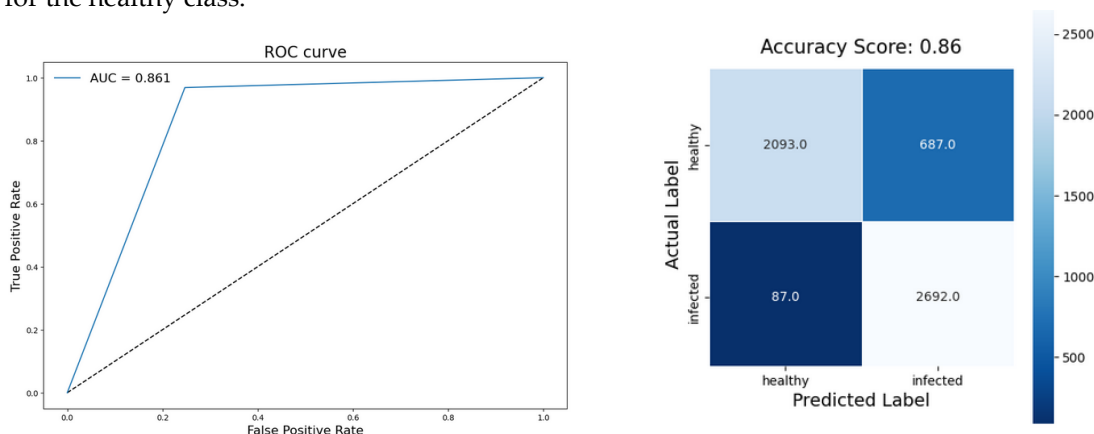 for the healthy class.
ROC curve
AUC = 0.861
1.0
0.8
0.6
0.4
0.2
0.0
True Positive Rate
0.0 0.2 0.4 0.6 0.8 1.0
False Positive Rate
Accuracy Score: 0.86
Actual Label
healthy
2093.0 687.0
infected
87.0 2692.0
healthy infected
Predicted Label
2500
2000
1500
1000
500